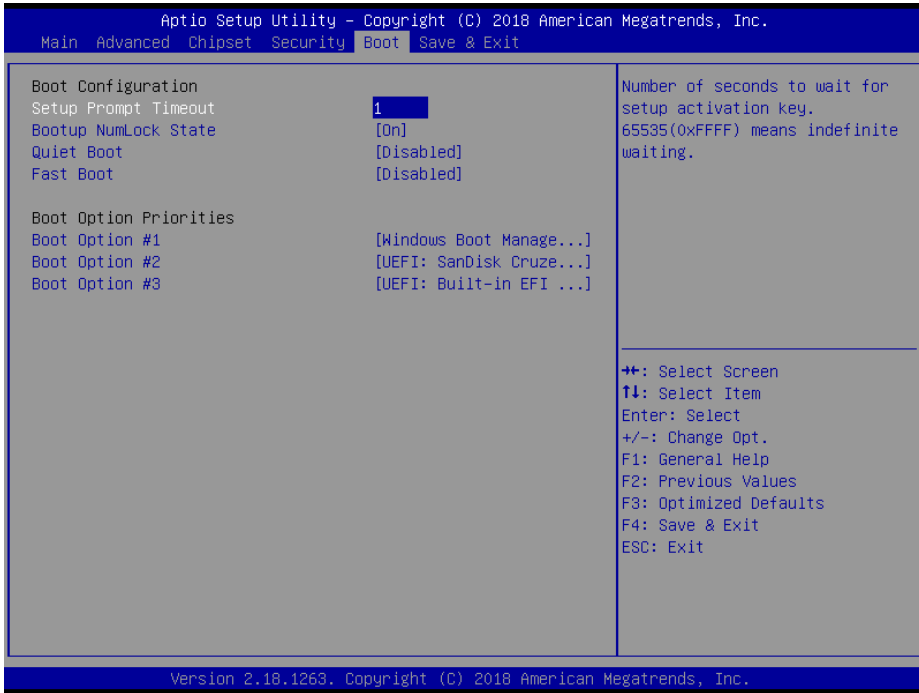 Aptio Setup Utility – Copyright (C) 2018 American Megatrends, Inc.
Main Advanced Chipset Security Boot Save & Exit
Boot Configuration
Setup Prompt Timeout 1
Bootup NumLock State [On]
Quiet Boot [Disabled]
Fast Boot [Disabled]
Boot Option Priorities
Boot Option #1 [Windows Boot Manage...]
Boot Option #2 [UEFI: SanDisk Cruze...]
Boot Option #3 [UEFI: Built-in EFI ...]
Number of seconds to wait for
setup activation key.
65535(0xFFFF) means indefinite
waiting.
→←: Select Screen
↑↓: Select Item
Enter: Select
+/-: Change Opt.
F1: General Help
F2: Previous Values
F3: Optimized Defaults
F4: Save & Exit
ESC: Exit
Version 2.18.1263. Copyright (C) 2018 American Megatrends, Inc.